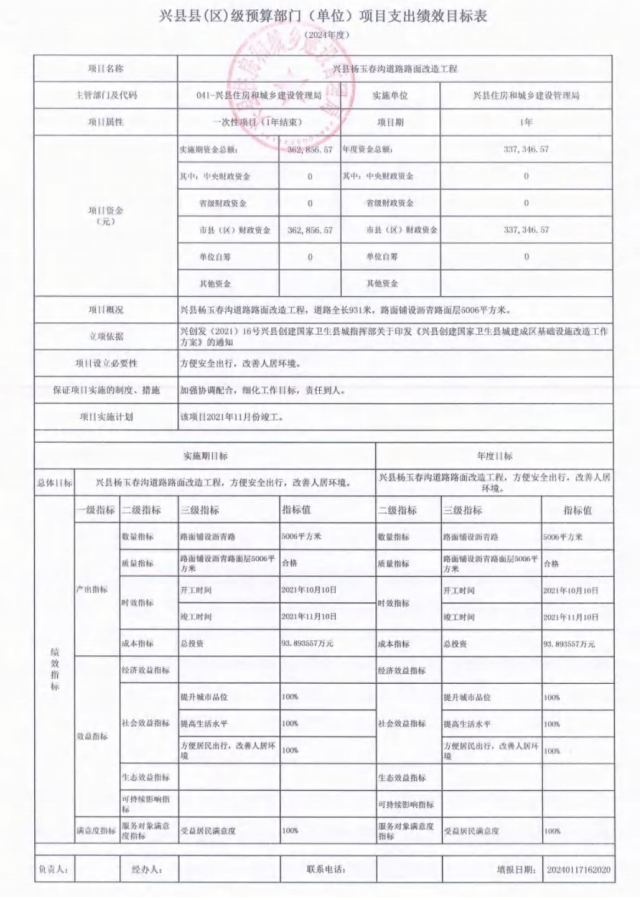 兴县县(区)级预算部门（单位）项目支出绩效目标表
（2024年度）
项目名称 兴县杨玉春沟道路路面改造工程
主管部门及代码 041-兴县住房和城乡建设管理局 实施单位 兴县住房和城乡建设管理局
项目属性 一次性项目（1年结束） 项目期 1年
项目资金
（元）
实施期资金总额： 362,856.57 年度资金总额： 337,346.57
其中：中央财政资金 0 其中：中央财政资金 0
省级财政资金 0 省级财政资金 0
市县（区）财政资金 362,856.57 市县（区）财政资金 337,346.57
单位自筹 0 单位自筹 0
其他资金 其他资金
项目概况 兴县杨玉春沟道路路面改造工程，道路全长931米，路面铺设沥青路面层5006平方米。
立项依据 兴创发（2021）16号兴县创建国家卫生县城指挥部关于印发《兴县创建国家卫生县城建成区基础设施改造工作
方案》的通知
项目设立必要性 方便安全出行，改善人居环境。
保证项目实施的制度、措施 加强协调配合，细化工作目标，责任到人。
项目实施计划 该项目2021年11月份竣工。
实施期目标 年度目标
总体目标 兴县杨玉春沟道路路面改造工程，方便安全出行，改善人居环境。 兴县杨玉春沟道路路面改造工程，方便安全出行，改善人居
环境。
绩效指标
一级指标 二级指标 三级指标 指标值 二级指标 三级指标 指标值
产出指标
数量指标 路面铺设沥青路 5006平方米 数量指标 路面铺设沥青路 5006平方米
质量指标 路面铺设沥青路面层5006平
方米 合格 质量指标 路面铺设沥青路面层5006平
方米 合格
时效指标 开工时间 2021年10月10日 时效指标 开工时间 2021年10月10日
竣工时间 2021年11月10日 竣工时间 2021年11月10日
成本指标 总投资 93.893557万元 成本指标 总投资 93.893557万元
效益指标
经济效益指标 经济效益指标
社会效益指标 提升城市品位 100% 社会效益指标 提升城市品位 100%
提高生活水平 100% 提高生活水平 100%
方便居民出行，改善人居环
境 100% 方便居民出行，改善人居环
境 100%
生态效益指标 生态效益指标
可持续影响指
标 可持续影响指标
满意度指标 服务对象满意
度指标 受益居民满意度 100% 服务对象满意
度指标 受益居民满意度 100%
负责人： 经办人： 联系电话： 填报日期： 20240117162020